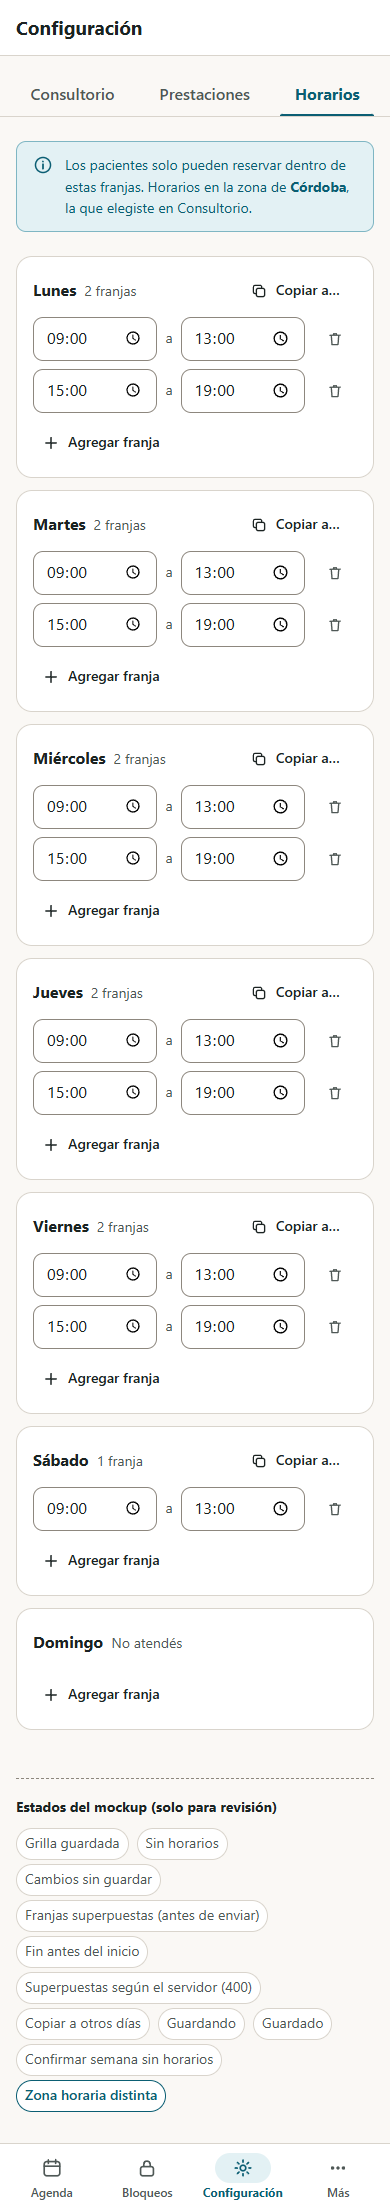 Configuración
Consultorio Prestaciones Horarios
Los pacientes solo pueden reservar dentro de
estas franjas. Horarios en la zona de Córdoba,
la que elegiste en Consultorio.
Lunes 2 franjas Copiar a...
09:00 a 13:00
15:00 a 19:00
+ Agregar franja
Martes 2 franjas Copiar a...
09:00 a 13:00
15:00 a 19:00
+ Agregar franja
Miércoles 2 franjas Copiar a...
09:00 a 13:00
15:00 a 19:00
+ Agregar franja
Jueves 2 franjas Copiar a...
09:00 a 13:00
15:00 a 19:00
+ Agregar franja
Viernes 2 franjas Copiar a...
09:00 a 13:00
15:00 a 19:00
+ Agregar franja
Sábado 1 franja Copiar a...
09:00 a 13:00
+ Agregar franja
Domingo No atendés
+ Agregar franja
Estados del mockup (solo para revisión)
Grilla guardada Sin horarios
Cambios sin guardar
Franjas superpuestas (antes de enviar)
Fin antes del inicio
Superpuestas según el servidor (400)
Copiar a otros días Guardando Guardado
Confirmar semana sin horarios
Zona horaria distinta
Agenda Bloqueos Configuración Más